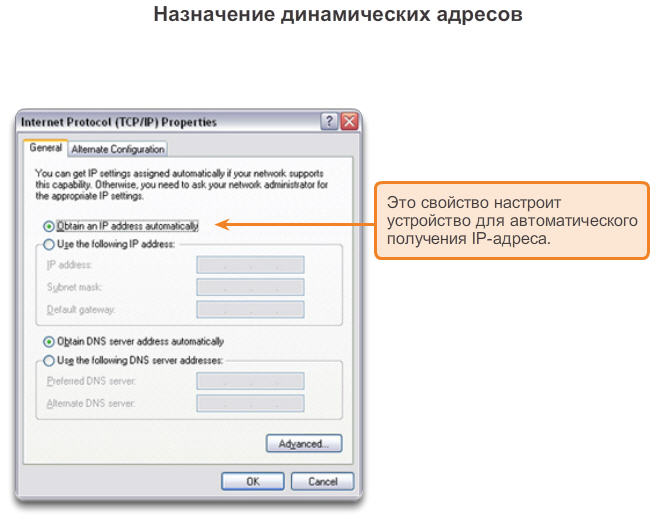 Назначение динамических адресов
Internet Protocol (TCP/IP) Properties
General
Alternate Configuration
You can get IP settings assigned automatically if your network supports
this capability. Otherwise, you need to ask your network administrator for
the appropriate IP settings.
Obtain an IP address automatically
Use the following IP address:
IP address:
Subnet mask:
Default gateway:
Obtain DNS server address automatically
Use the following DNS server addresses:
Preferred DNS server:
Alternate DNS server:
Advanced...
OK
Cancel
Это свойство настроит
устройство для автоматического
получения IP-адреса.